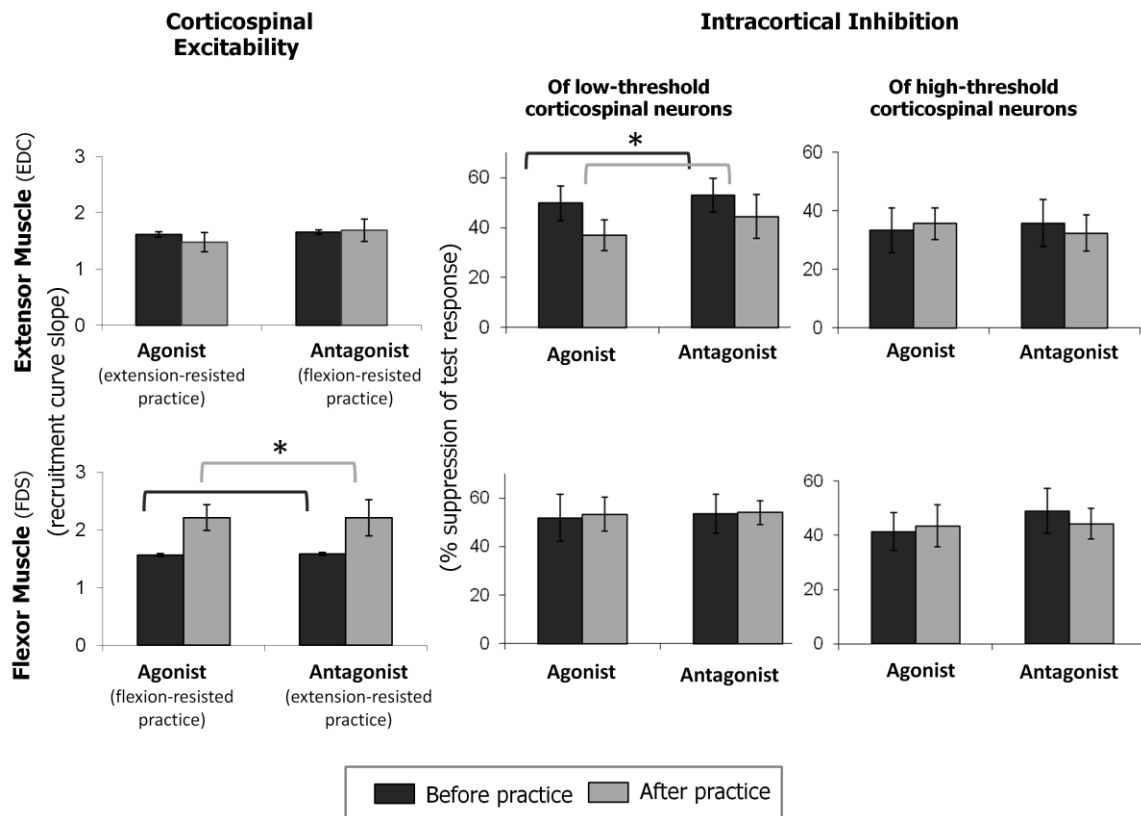 Corticospinal
Excitability
Intracortical Inhibition
Of low-threshold
corticospinal neurons
Of high-threshold
corticospinal neurons
Extensor Muscle (EDC)
(recruitment curve slope)
3
2
1
0
Agonist
(extension-resisted
practice)
Antagonist
(flexion-resisted
practice)
(% suppression of test response)
*
60
40
20
0
Agonist
Antagonist
60
40
20
0
Agonist
Antagonist
Flexor Muscle (FDS)
3
2
1
0
*
Agonist
(flexion-resisted
practice)
Antagonist
(extension-resisted
practice)
60
40
20
0
Agonist
Antagonist
60
40
20
0
Agonist
Antagonist
Before practice
After practice